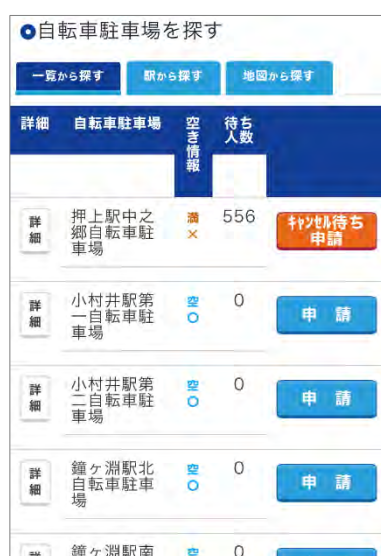 自転車駐車場を探す
一覧から探す 駅から探す 地図から探す
詳細 自転車駐車場 空き情報 待ち人数
詳細 押上駅中之郷自転車駐車場 満× 556 キャンセル待ち申請
詳細 小村井駅第一自転車駐車場 空○ 0 申 請
詳細 小村井駅第二自転車駐車場 空○ 0 申 請
詳細 鐘ヶ淵駅北自転車駐車場 空○ 0 申 請
鐘ヶ淵駅南 空 0